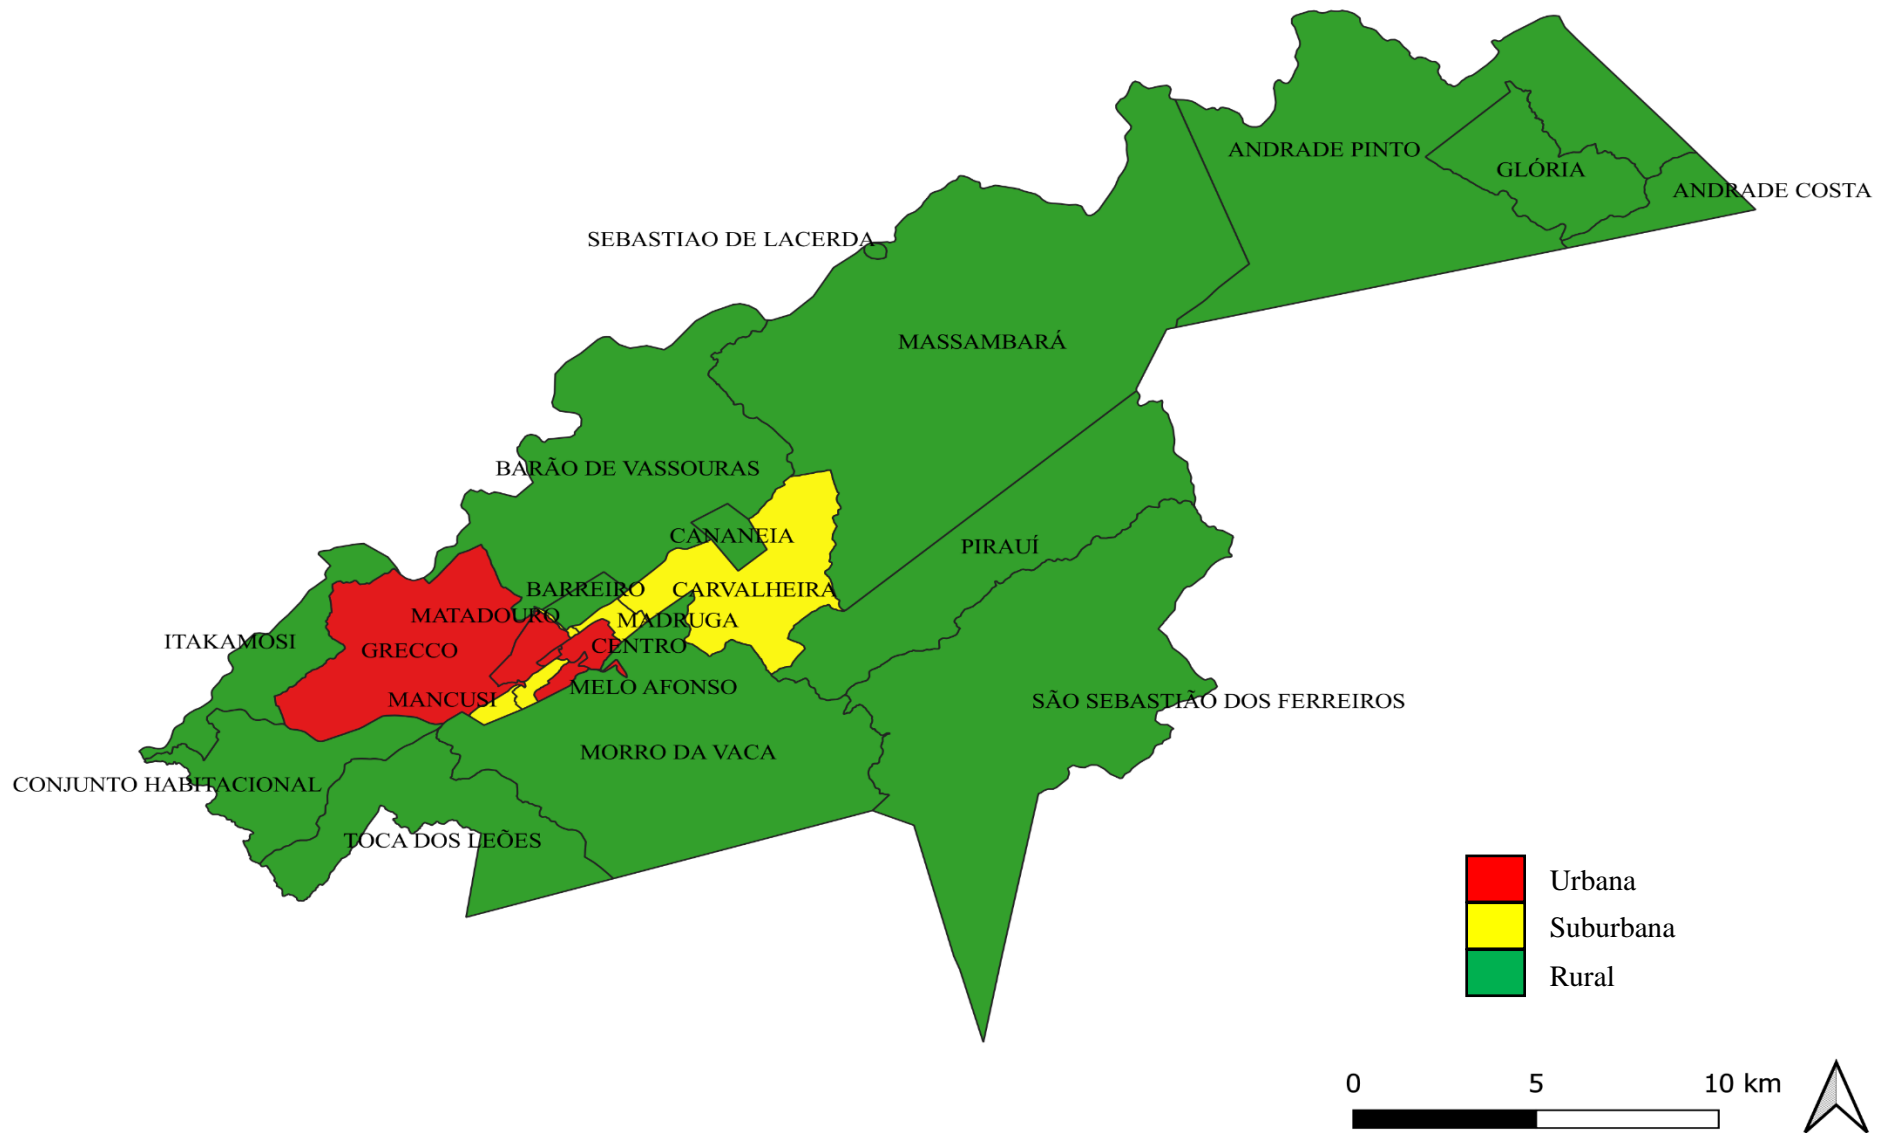 ANDRADE PINTO
GLÓRIA
ANDRADE COSTA
SEBASTIAO DE LACERDA
MASSAMBARÁ
BARÃO DE VASSOURAS
CANANEIA
PIRAUÍ
BARREIRO
CARVALHEIRA
MATADOURO
MADRUGA
ITAKAMOSI
GRECCO
CENTRO
MELO AFONSO
MANCUSI
SÃO SEBASTIÃO DOS FERREIROS
MORRO DA VACA
CONJUNTO HABITACIONAL
TOCA DOS LEÕES
Urbana
Suburbana
Rural
0 5 10 km